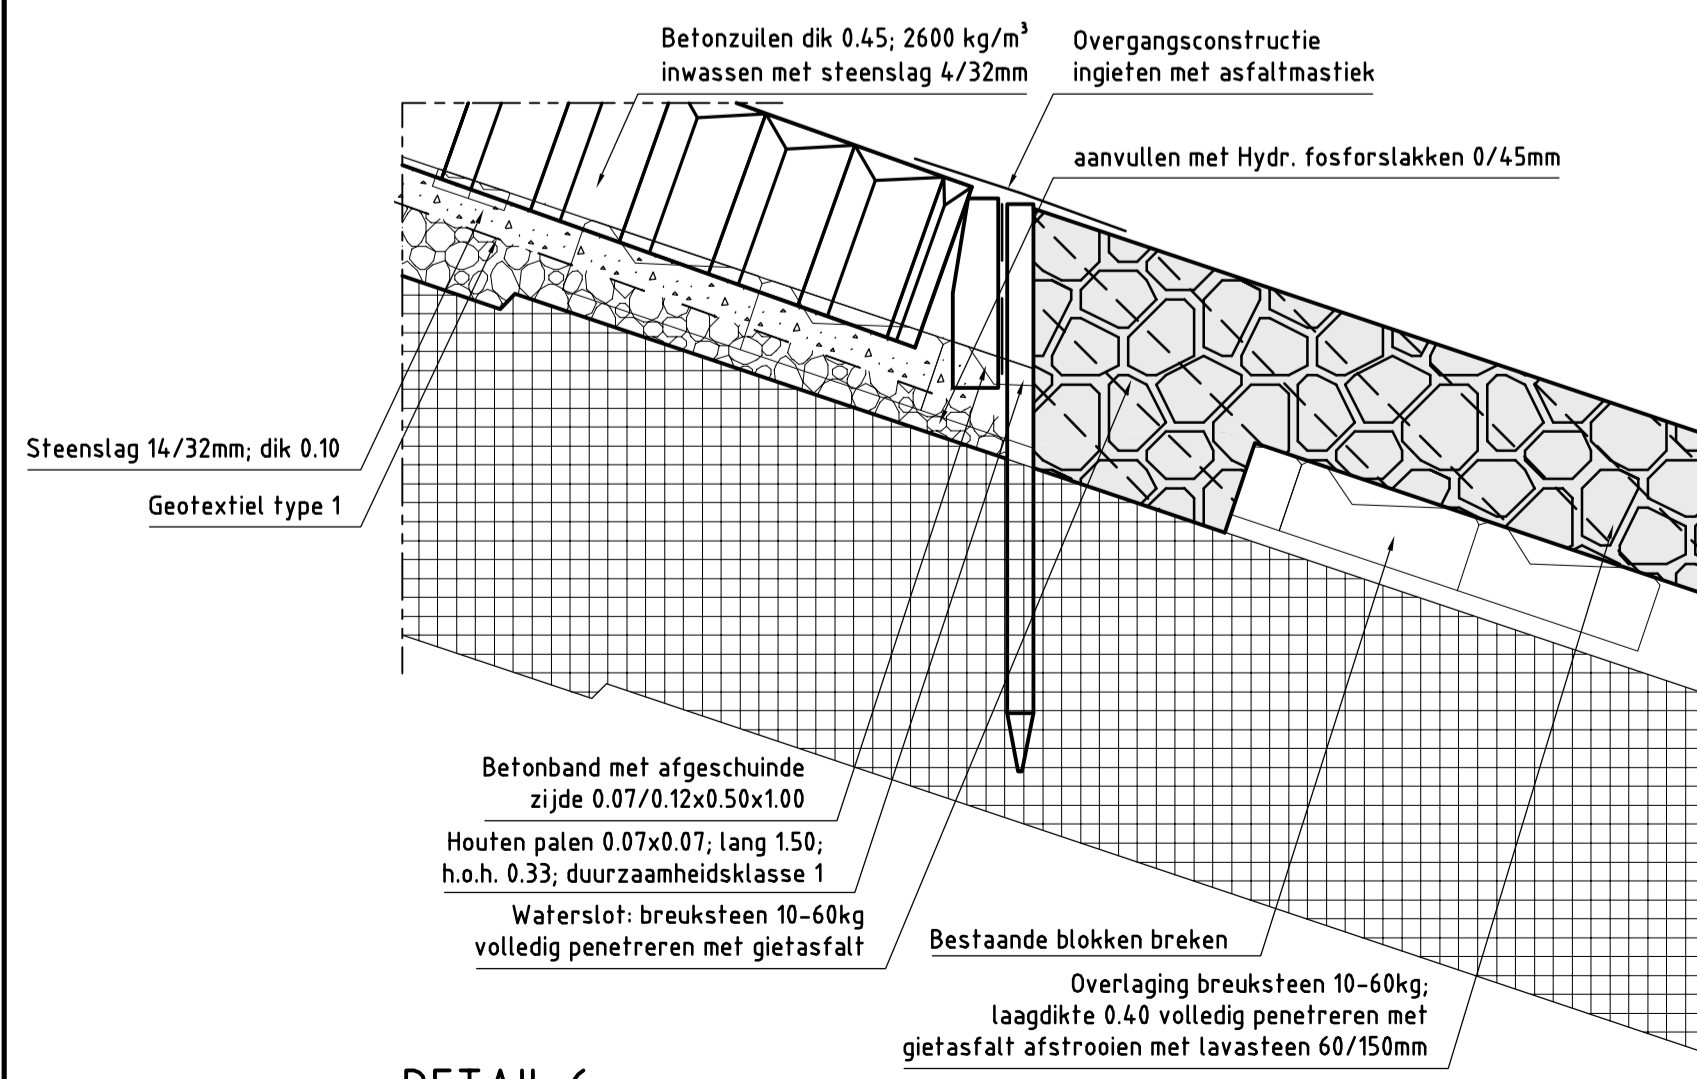 Betonzuilen dik 0.45; 2600 kg/m³
inwassen met steenslag 4/32mm
Overgangsconstructie
ingieten met asfaltmastiek
aanvullen met Hydr. fosforslakken 0/45mm
Steenslag 14/32mm; dik 0.10
Geotextiel type 1
Betonband met afgeschuinde
zijde 0.07/0.12x0.50x1.00
Houten palen 0.07x0.07; lang 1.50;
h.o.h. 0.33; duurzaamheidsklasse 1
Waterslot: breuksteen 10-60kg
volledig penetreren met gietasfalt
Bestaande blokken breken
Overlaging breuksteen 10-60kg;
laagdikte 0.40 volledig penetreren met
gietasfalt afstrooien met lavasteen 60/150mm
DETAIL 6